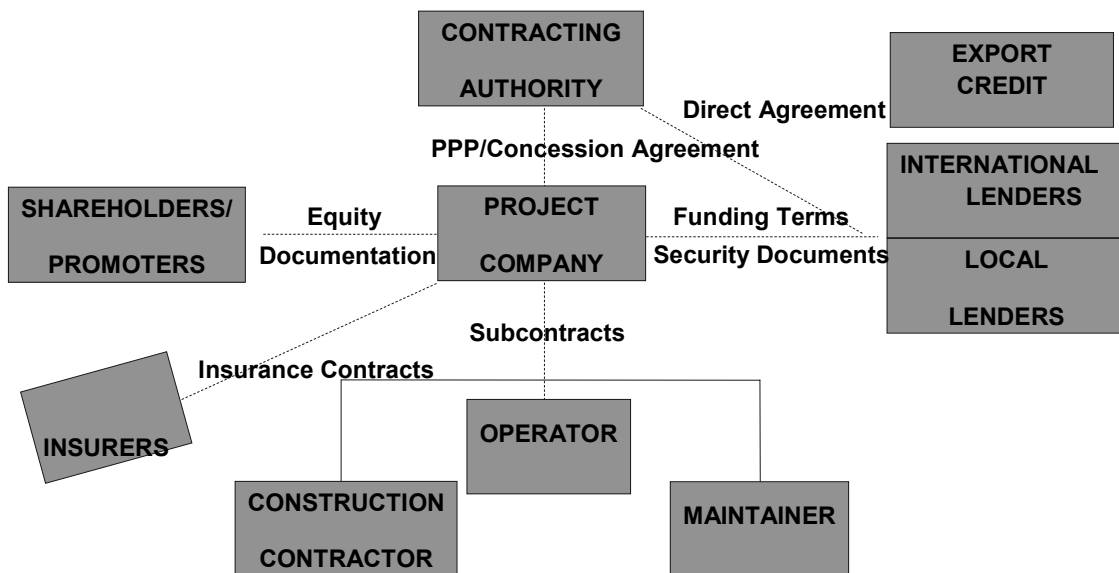 CONTRACTING
AUTHORITY
EXPORT
CREDIT
Direct Agreement
PPP/Concession Agreement
INTERNATIONAL
LENDERS
SHAREHOLDERS/
PROMOTERS
Equity
Documentation
PROJECT
COMPANY
Funding Terms
Security Documents
LOCAL
LENDERS
Subcontracts
Insurance Contracts
INSURERS
OPERATOR
CONSTRUCTION
CONTRACTOR
MAINTAINER